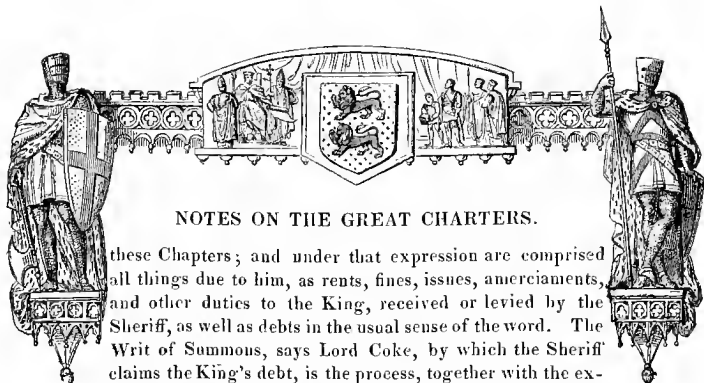 NOTES ON THE GREAT CHARTERS.
these Chapters; and under that expression are comprised
all things due to him, as rents, fines, issues, amerciaments,
and other duties to the King, received or levied by the
Sheriff, as well as debts in the usual sense of the word. The
Writ of Summons, says Lord Coke, by which the Sheriff
claims the King's debt, is the process, together with the ex-